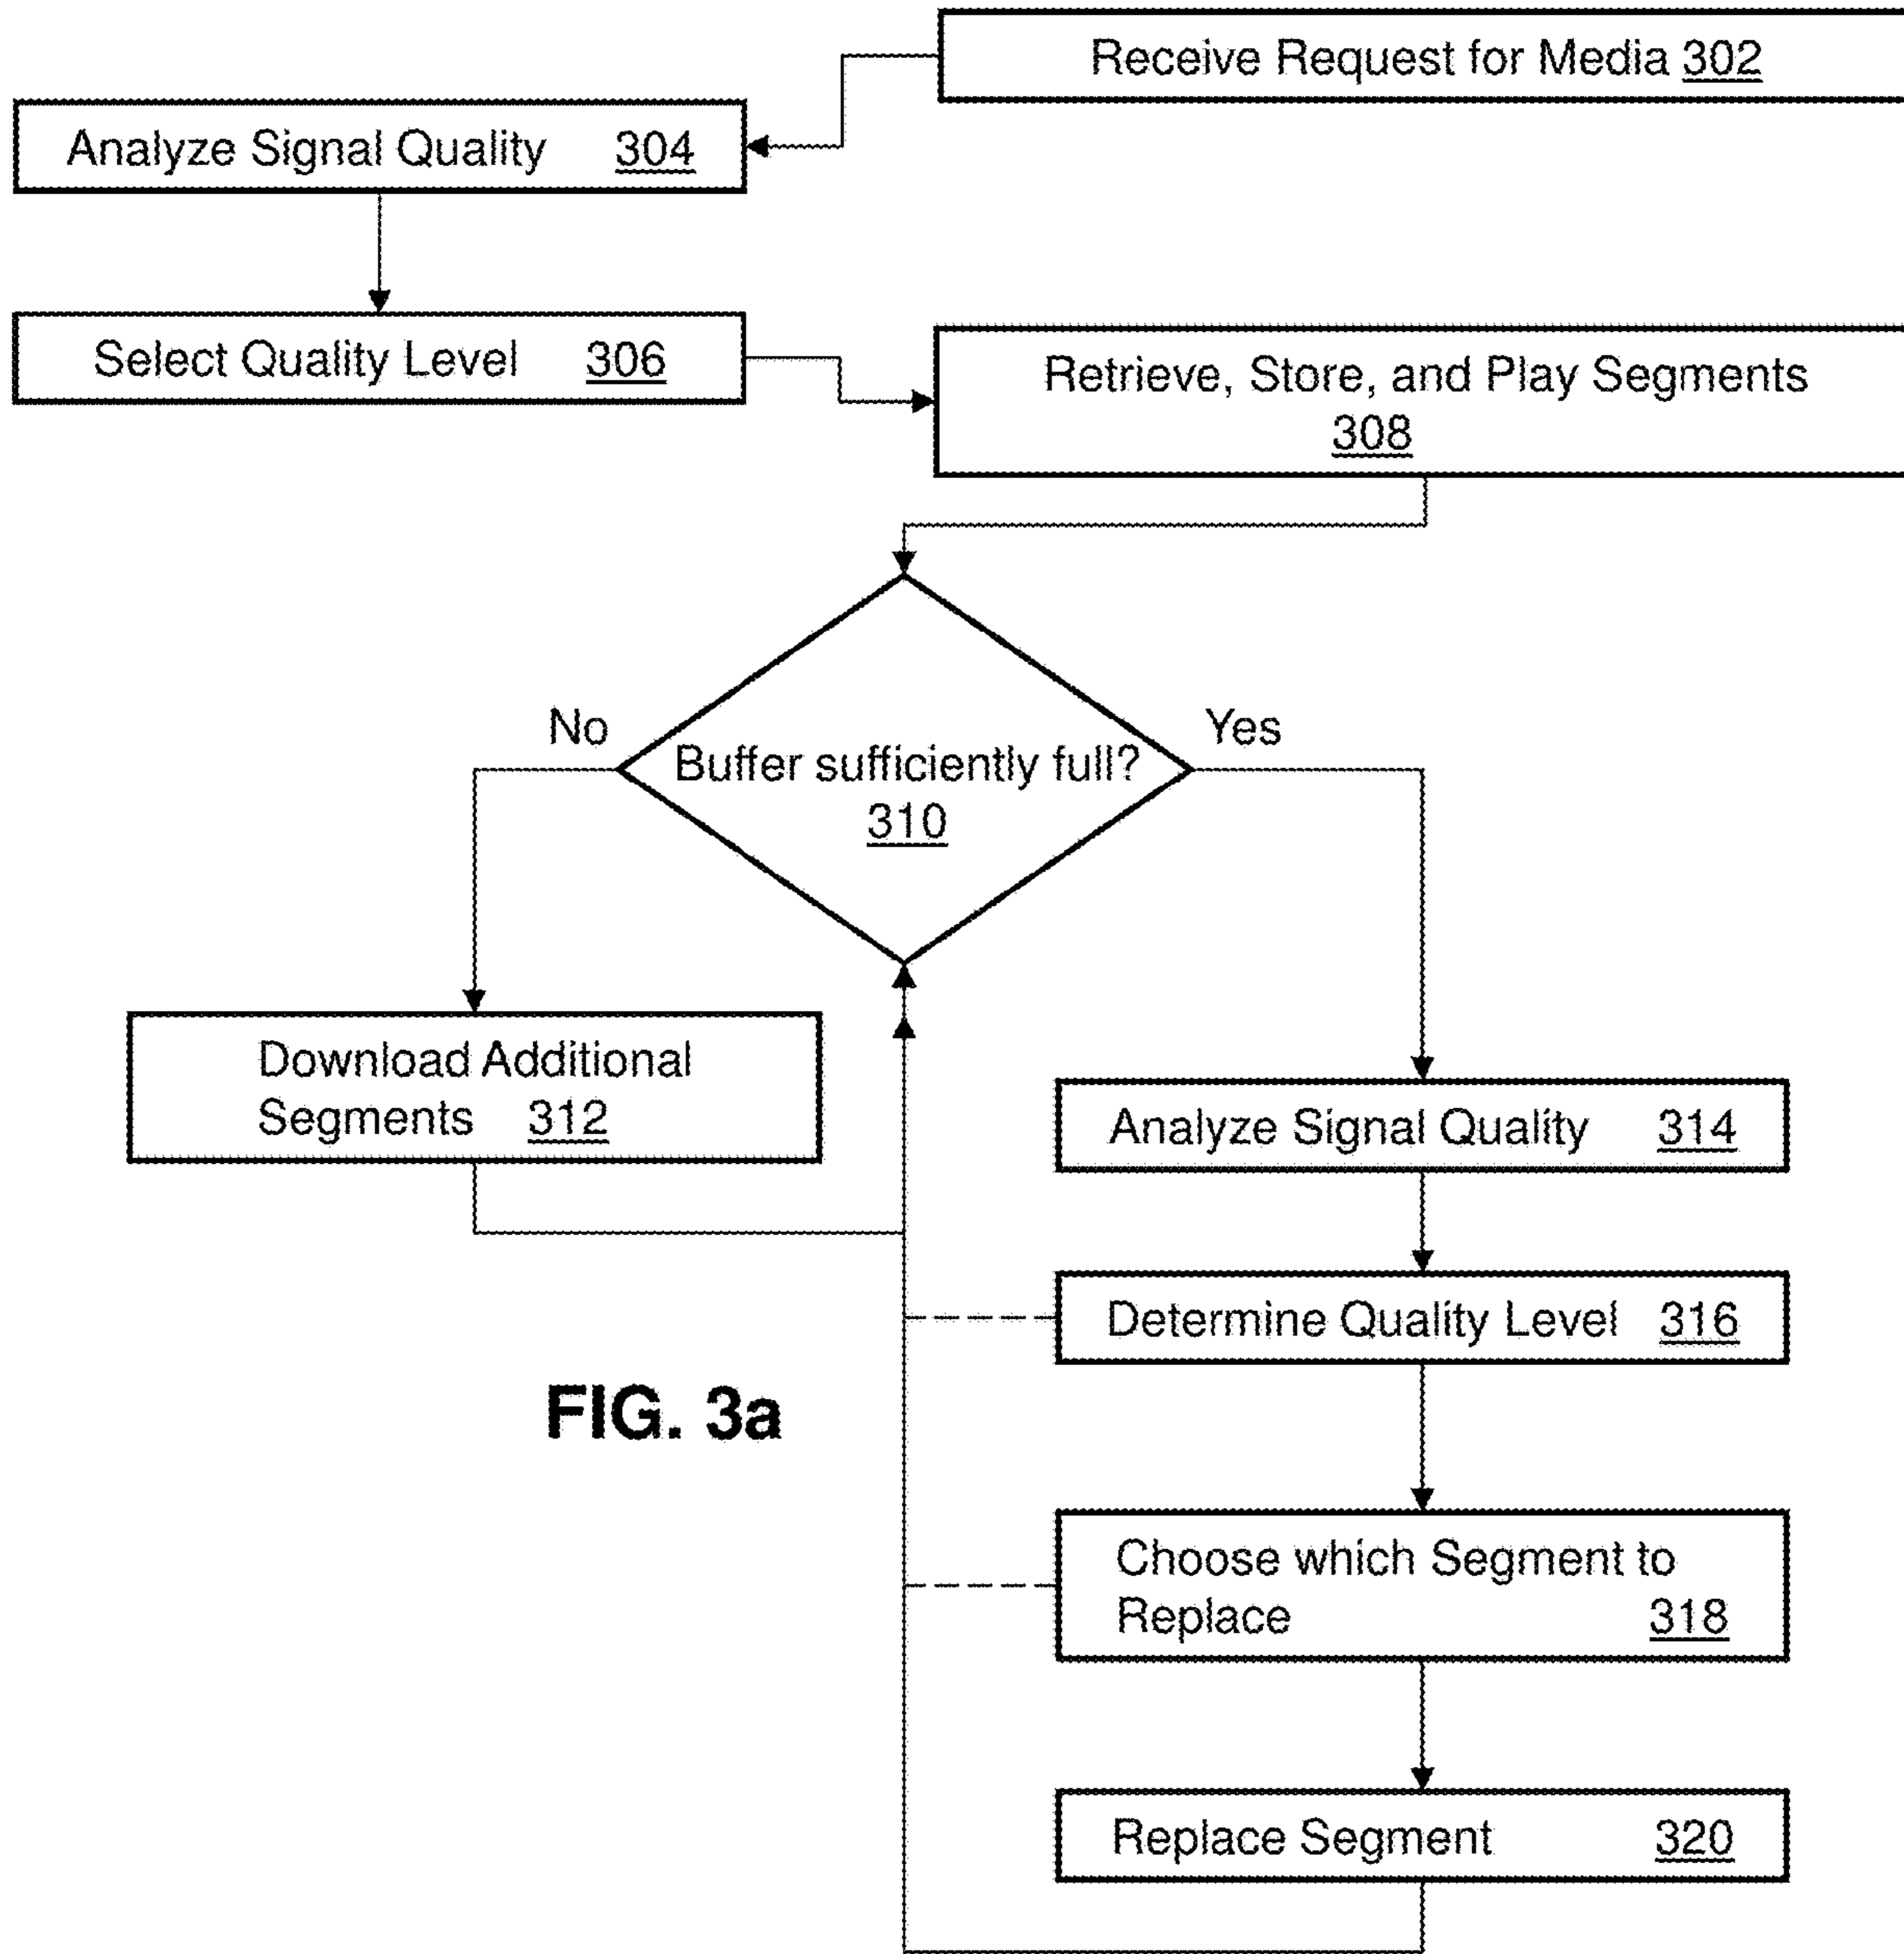 Receive Request for Media 302
Analyze Signal Quality 304
Select Quality Level 306
Retrieve, Store, and Play Segments
308
No
Yes
Buffer sufficiently full?
310
Download Additional
Segments 312
Analyze Signal Quality 314
Determine Quality Level 316
FIG. 3a
Choose which Segment to
Replace 318
Replace Segment 320